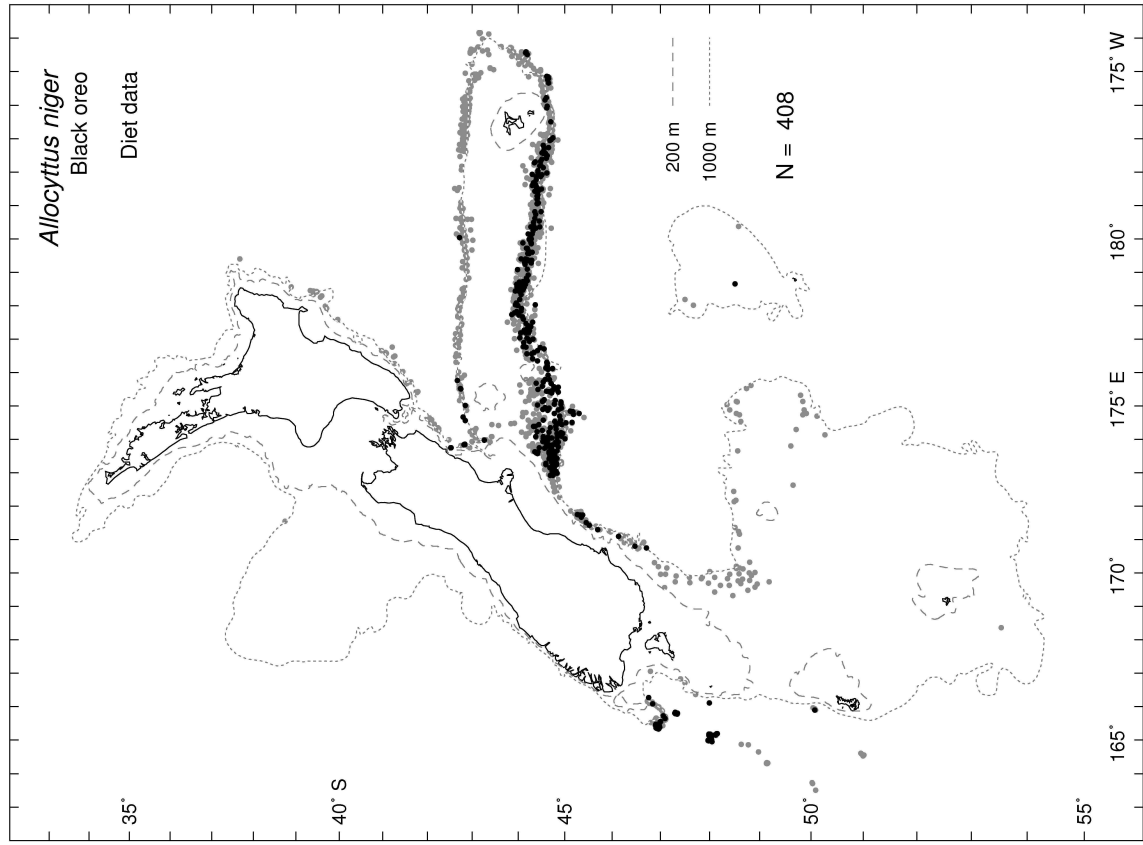 Allocyttus niger
Black oreo
Diet data
200 m
1000 m
N = 408
35°
40° S
45°
50°
55°
165°
170°
175° E
180°
175° W